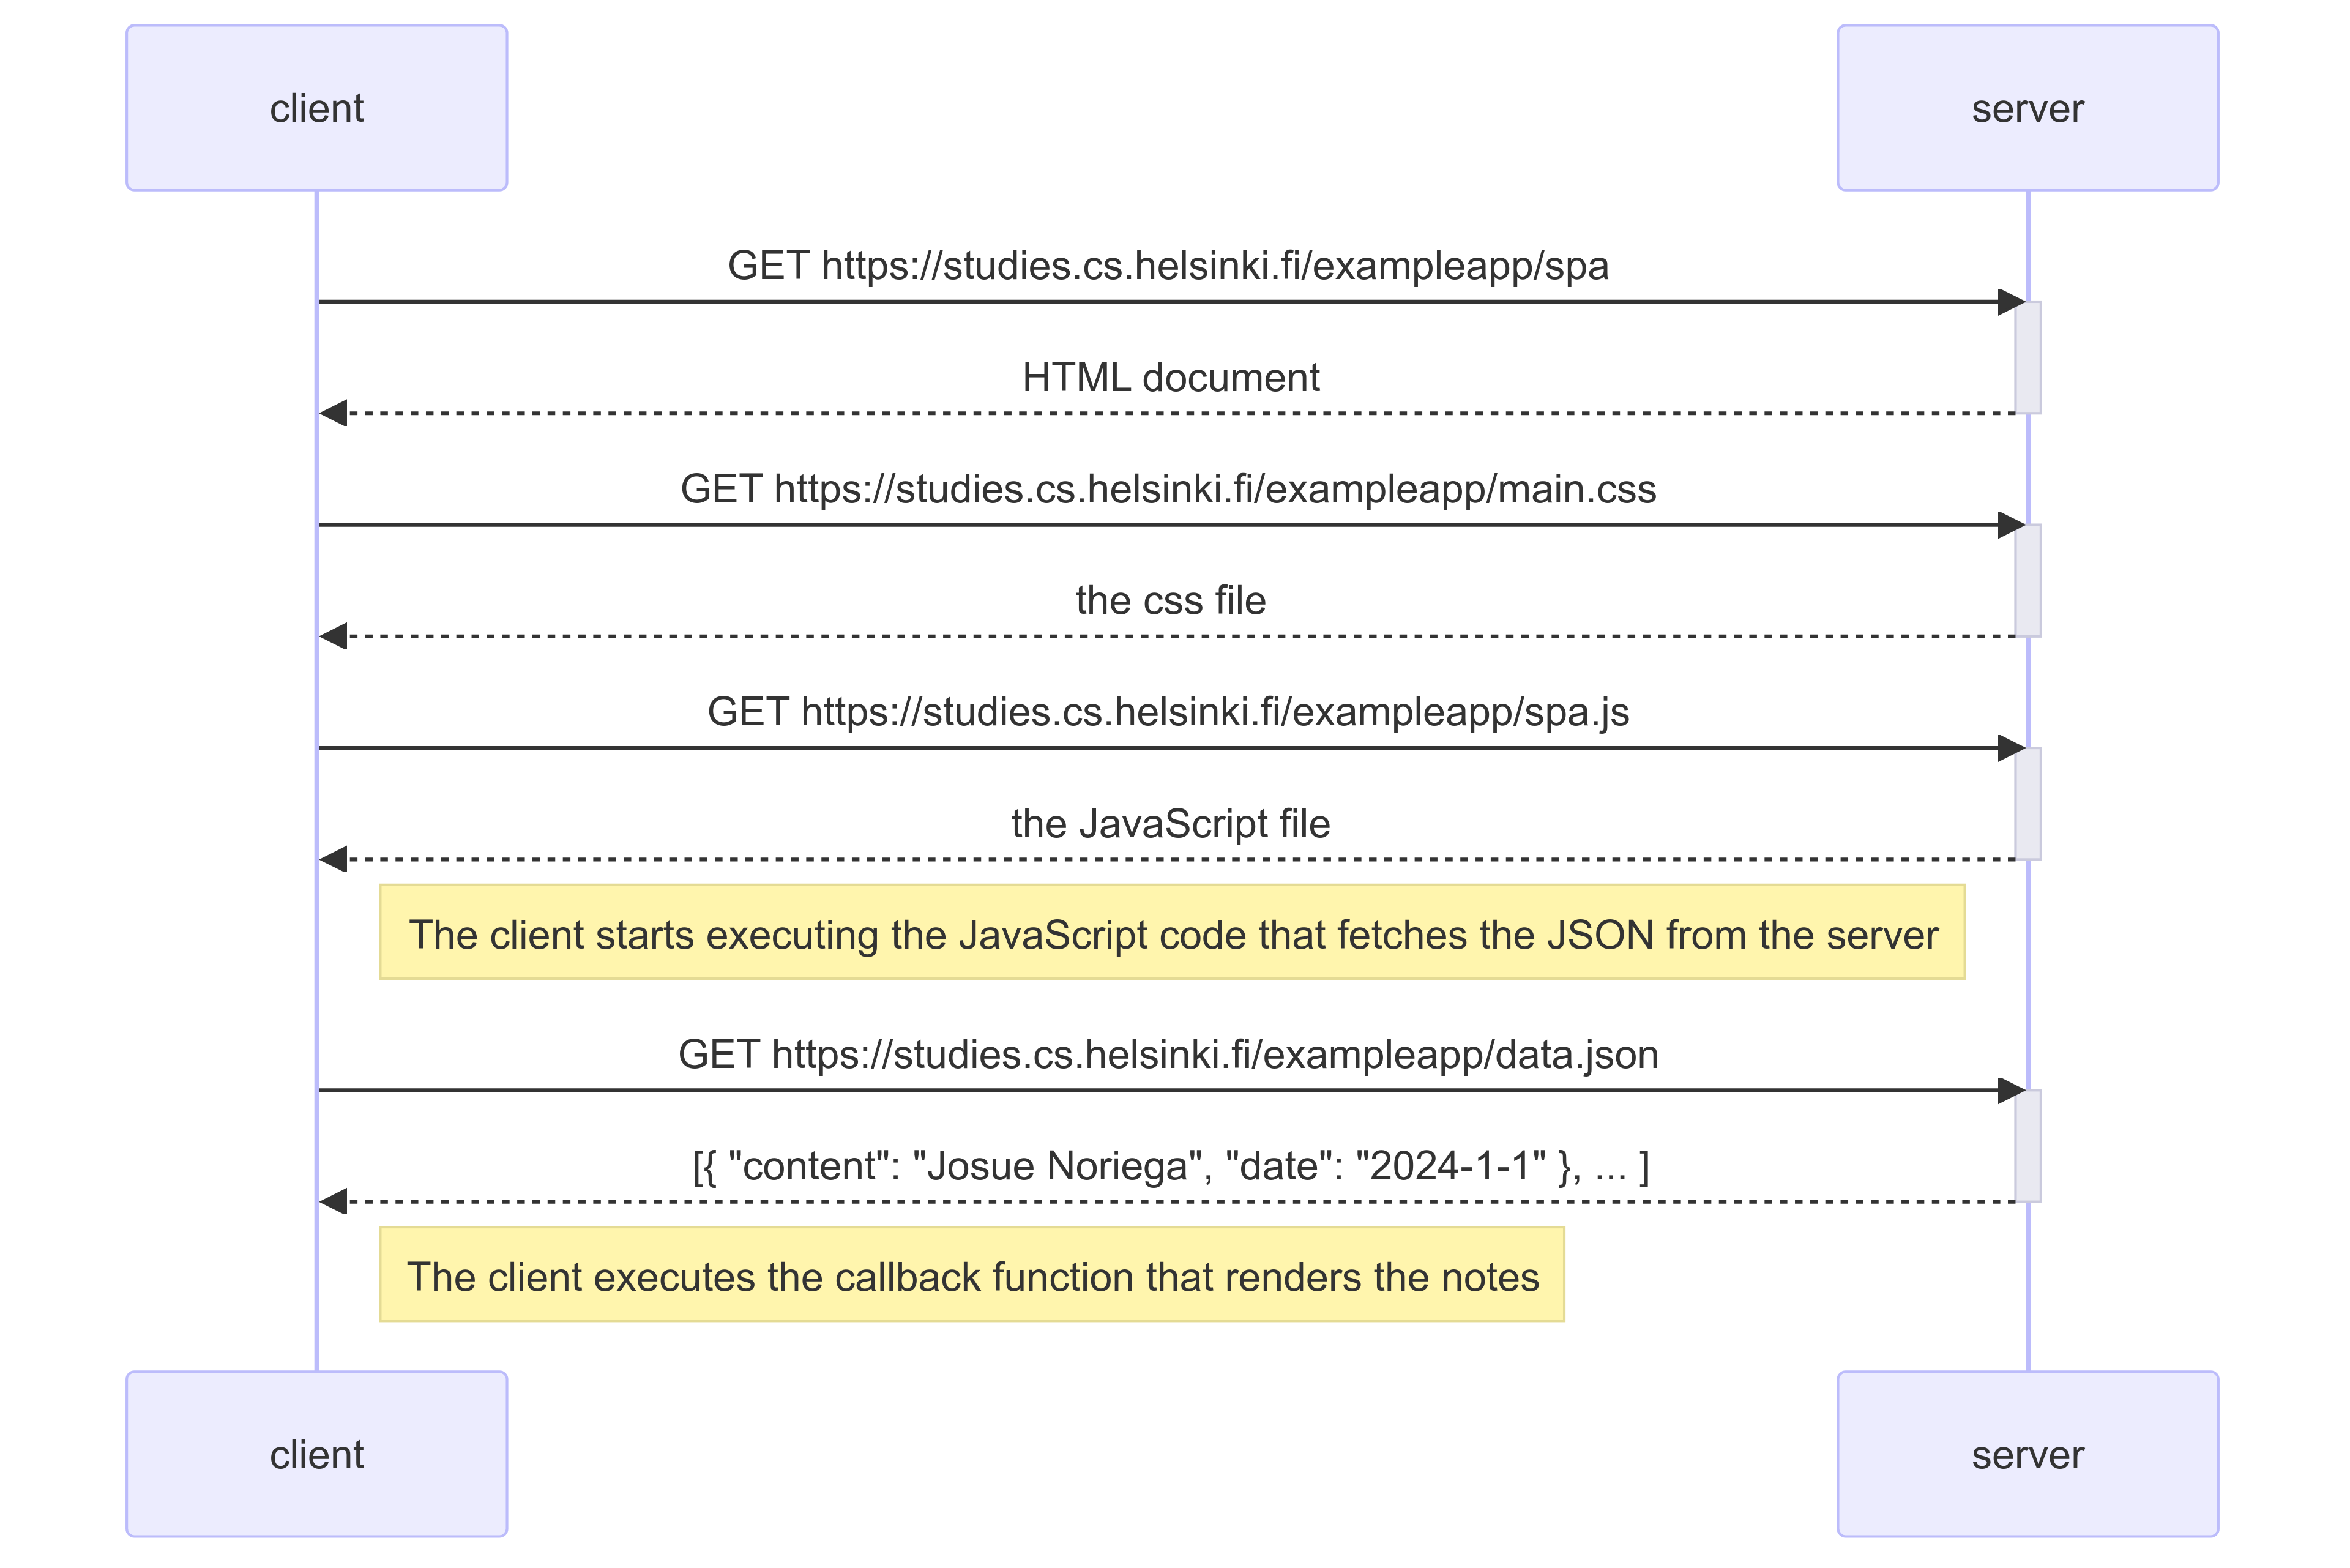 client
server
GET https://studies.cs.helsinki.fi/exampleapp/spa
HTML document
GET https://studies.cs.helsinki.fi/exampleapp/main.css
the css file
GET https://studies.cs.helsinki.fi/exampleapp/spa.js
the JavaScript file
The client starts executing the JavaScript code that fetches the JSON from the server
GET https://studies.cs.helsinki.fi/exampleapp/data.json
[{ "content": "Josue Noriega", "date": "2024-1-1" }, ... ]
The client executes the callback function that renders the notes
client
server